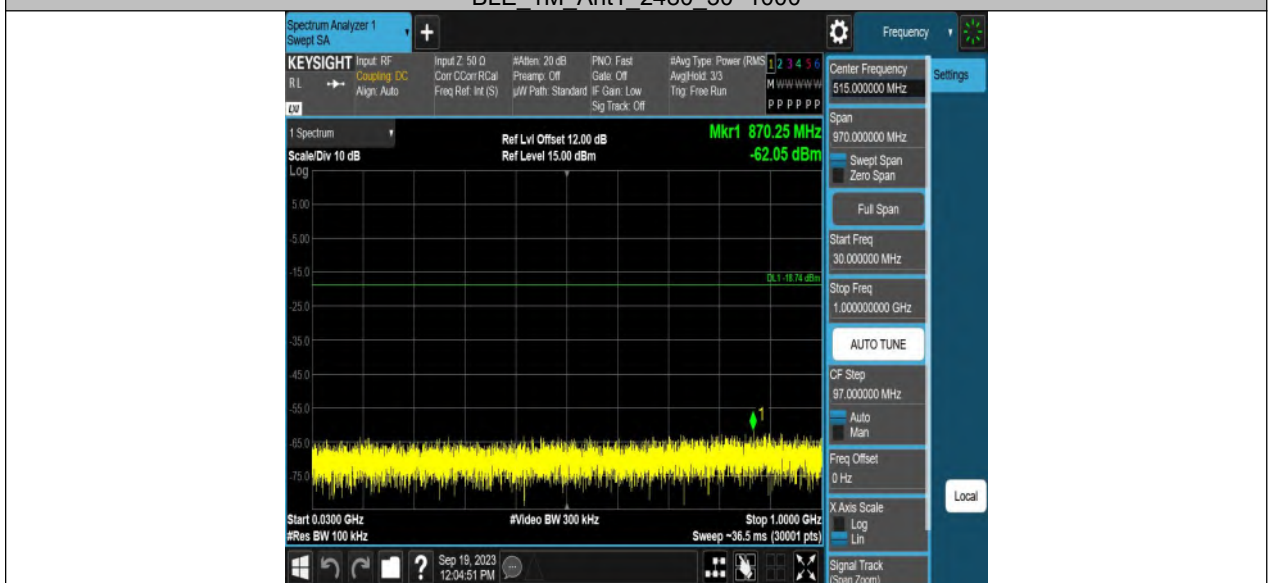 BLE_1M_Ant1_2480_30~1000
Spectrum Analyzer 1
Swept SA
+
Frequency
KEYSIGHT
RL
LXI
Input: RF
Coupling: DC
Align: Auto
Input Z: 50 Ω
Corr CCorr RCal
Freq Ref: Int (S)
#Atten: 20 dB
Preamp: Off
µW Path: Standard
PNO: Fast
Gate: Off
IF Gain: Low
Sig Track: Off
#Avg Type: Power (RMS
Avg|Hold: 3/3
Trig: Free Run
1 2 3 4 5 6
M W W W W W
P P P P P P
Center Frequency
515.000000 MHz
Settings
1 Spectrum
Scale/Div 10 dB
Log
Ref Lvl Offset 12.00 dB
Ref Level 15.00 dBm
Mkr1 870.25 MHz
-62.05 dBm
Span
970.000000 MHz
Swept Span
Zero Span
Full Span
Start Freq
30.000000 MHz
Stop Freq
1.000000000 GHz
AUTO TUNE
CF Step
97.000000 MHz
Auto
Man
Freq Offset
0 Hz
X Axis Scale
Log
Lin
Signal Track
(Span Zoom)
Local
5.00
-5.00
-15.0
DL1 -18.74 dBm
-25.0
-35.0
-45.0
-55.0
1
-65.0
-75.0
Start 0.0300 GHz
#Res BW 100 kHz
#Video BW 300 kHz
Stop 1.0000 GHz
Sweep ~36.5 ms (30001 pts)
?
Sep 19, 2023
12:04:51 PM